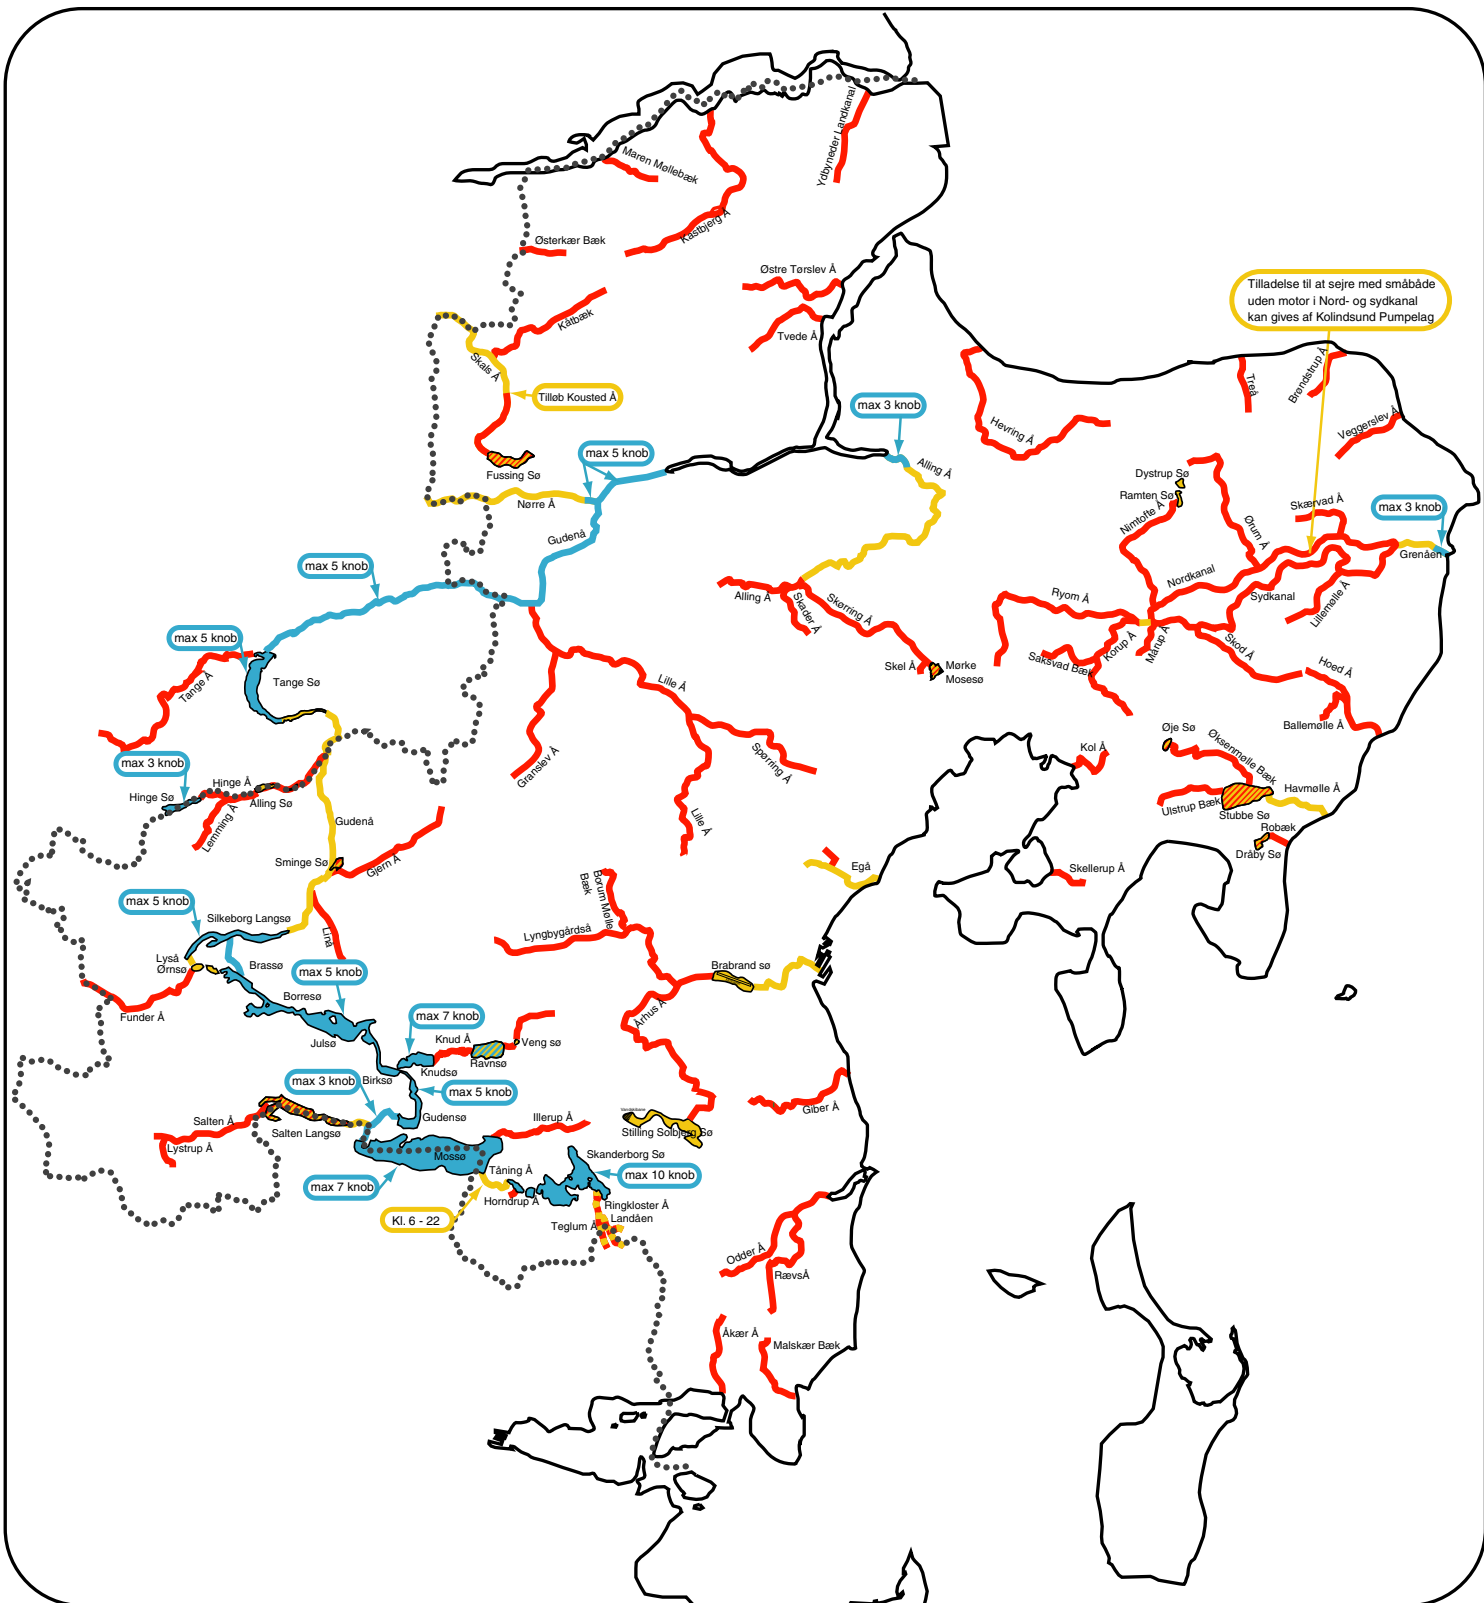 Ydbyneder Landkanal
Maren Møllebæk
Kastbjerg Å
Østerkær Bæk
Østre Tørslev Å
Tilladelse til at sejre med småbåde
uden motor i Nord- og sydkanal
kan gives af Kolindsund Pumpelag
Kåtbæk
Tvede Å
Skals Å
Tilløb Kousted Å
max 3 knob
Treå
Brøndstrup Å
Hevring Å
Veggerslev Å
max 5 knob
Alling Å
Fussing Sø
Dystrup Sø
Ramten Sø
Nørre Å
Nimtofte Å
Skærvad Å
max 3 knob
Gudenå
Ørum Å
Grenåen
max 5 knob
Nordkanal
Alling Å
Skader Å
Skørring Å
Ryom Å
Sydkanal
Lillemølle Å
max 5 knob
Korup Å
Mårup Å
Skod Å
Tange Å
Tange Sø
Lille Å
Skel Å
Mørke
Mosesø
Saksvad Bæk
Hoed Å
Ballemølle Å
max 3 knob
Øje Sø
Kol Å
Øksenmølle Bæk
Granslev Å
Spørring Å
Hinge Å
Hinge Sø
Alling Sø
Havmølle Å
Ulstrup Bæk
Stubbe Sø
Lemming Å
Gudenå
Lille Å
Robæk
Dråby Sø
Sminge Sø
Gjern Å
Egå
Skellerup Å
max 5 knob
Borum Mølle
Bæk
Silkeborg Langsø
Linå
Lyngbygårdså
Lyså
Ørnsø
Brassø
max 5 knob
Brabrand sø
Borresø
Funder Å
Julsø
max 7 knob
Århus Å
Knud Å
Veng sø
Ravnsø
Knudsø
max 3 knob
Birksø
max 5 knob
Giber Å
Salten Å
Salten Langsø
Gudensø
Illerup Å
Stilling Solbjerg Sø
Lystrup Å
Mossø
Skanderborg Sø
Tåning Å
max 10 knob
max 7 knob
Horndrup Å
Ringkloster Å
Kl. 6 - 22
Landåen
Teglum Å
Odder Å
RævsÅ
Åkær Å
Malskær Bæk